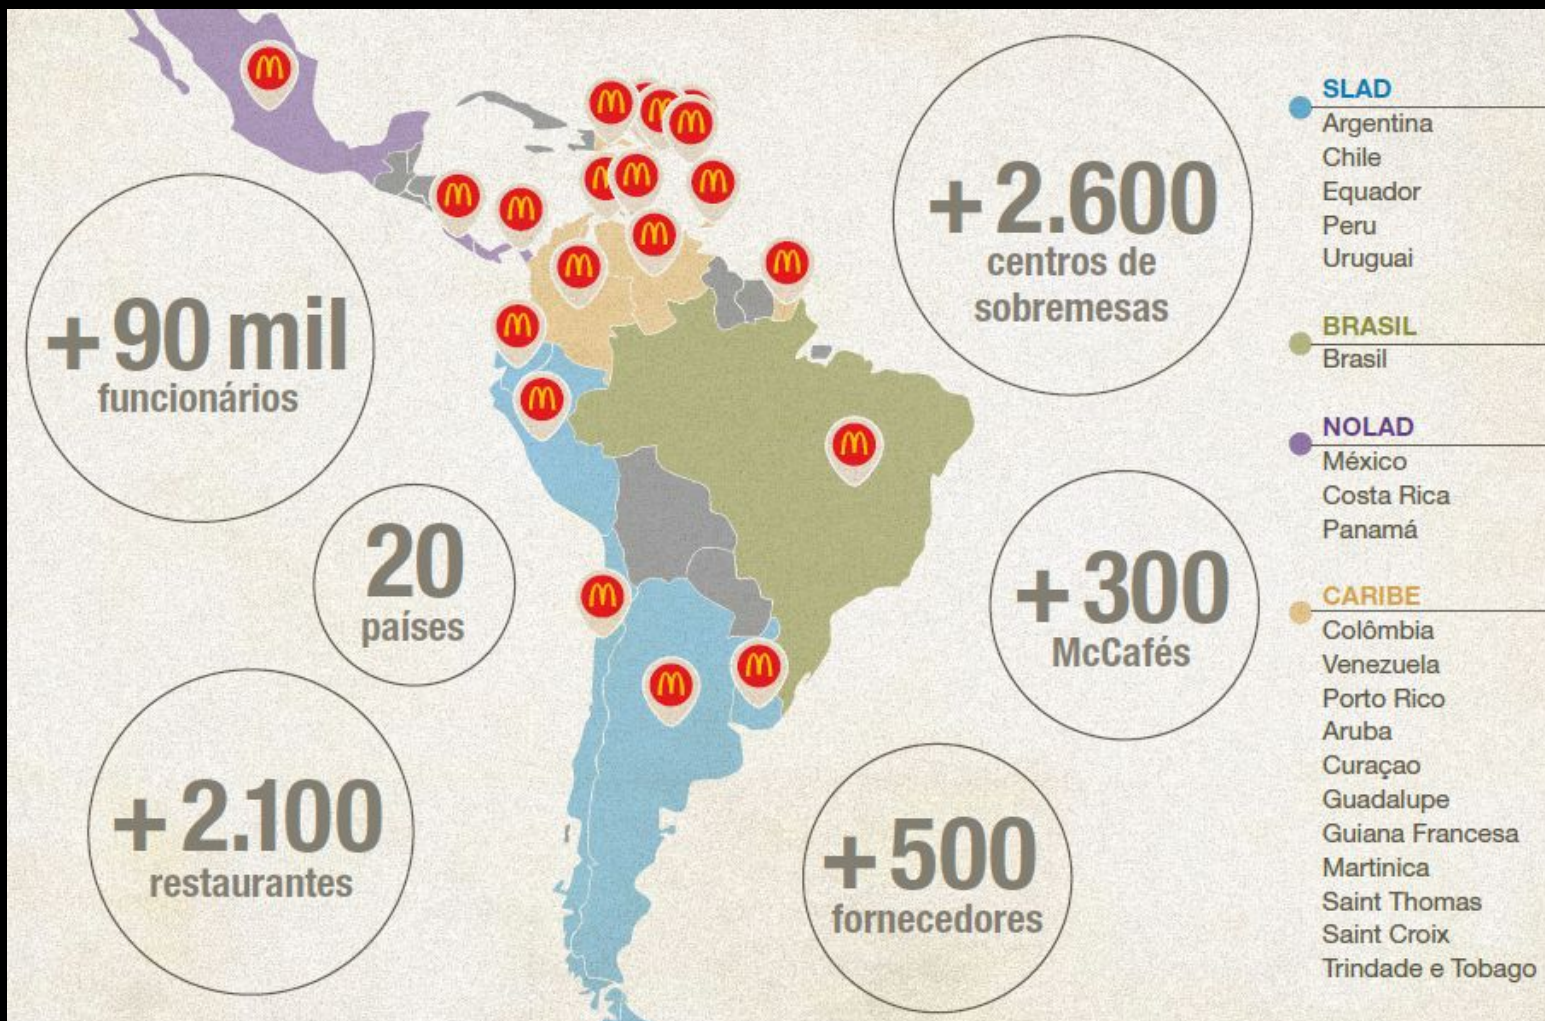 +90 mil
funcionários
20
países
+2.100
restaurantes
+2.600
centros de
sobremesas
+300
McCafés
+500
fornecedores
SLAD
Argentina
Chile
Equador
Peru
Uruguai
BRASIL
Brasil
NOLAD
México
Costa Rica
Panamá
CARIBE
Colômbia
Venezuela
Porto Rico
Aruba
Curaçao
Guadalupe
Guiana Francesa
Martinica
Saint Thomas
Saint Croix
Trindade e Tobago